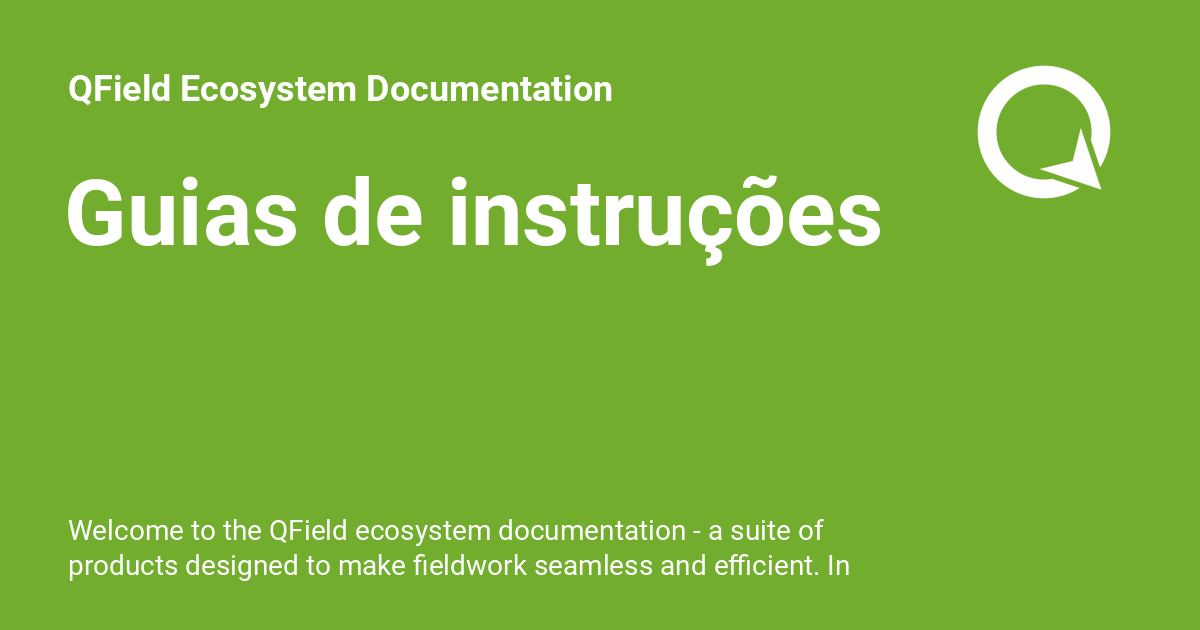 QField Ecosystem Documentation
Guias de instruções
Welcome to the QField ecosystem documentation - a suite of
products designed to make fieldwork seamless and efficient. In